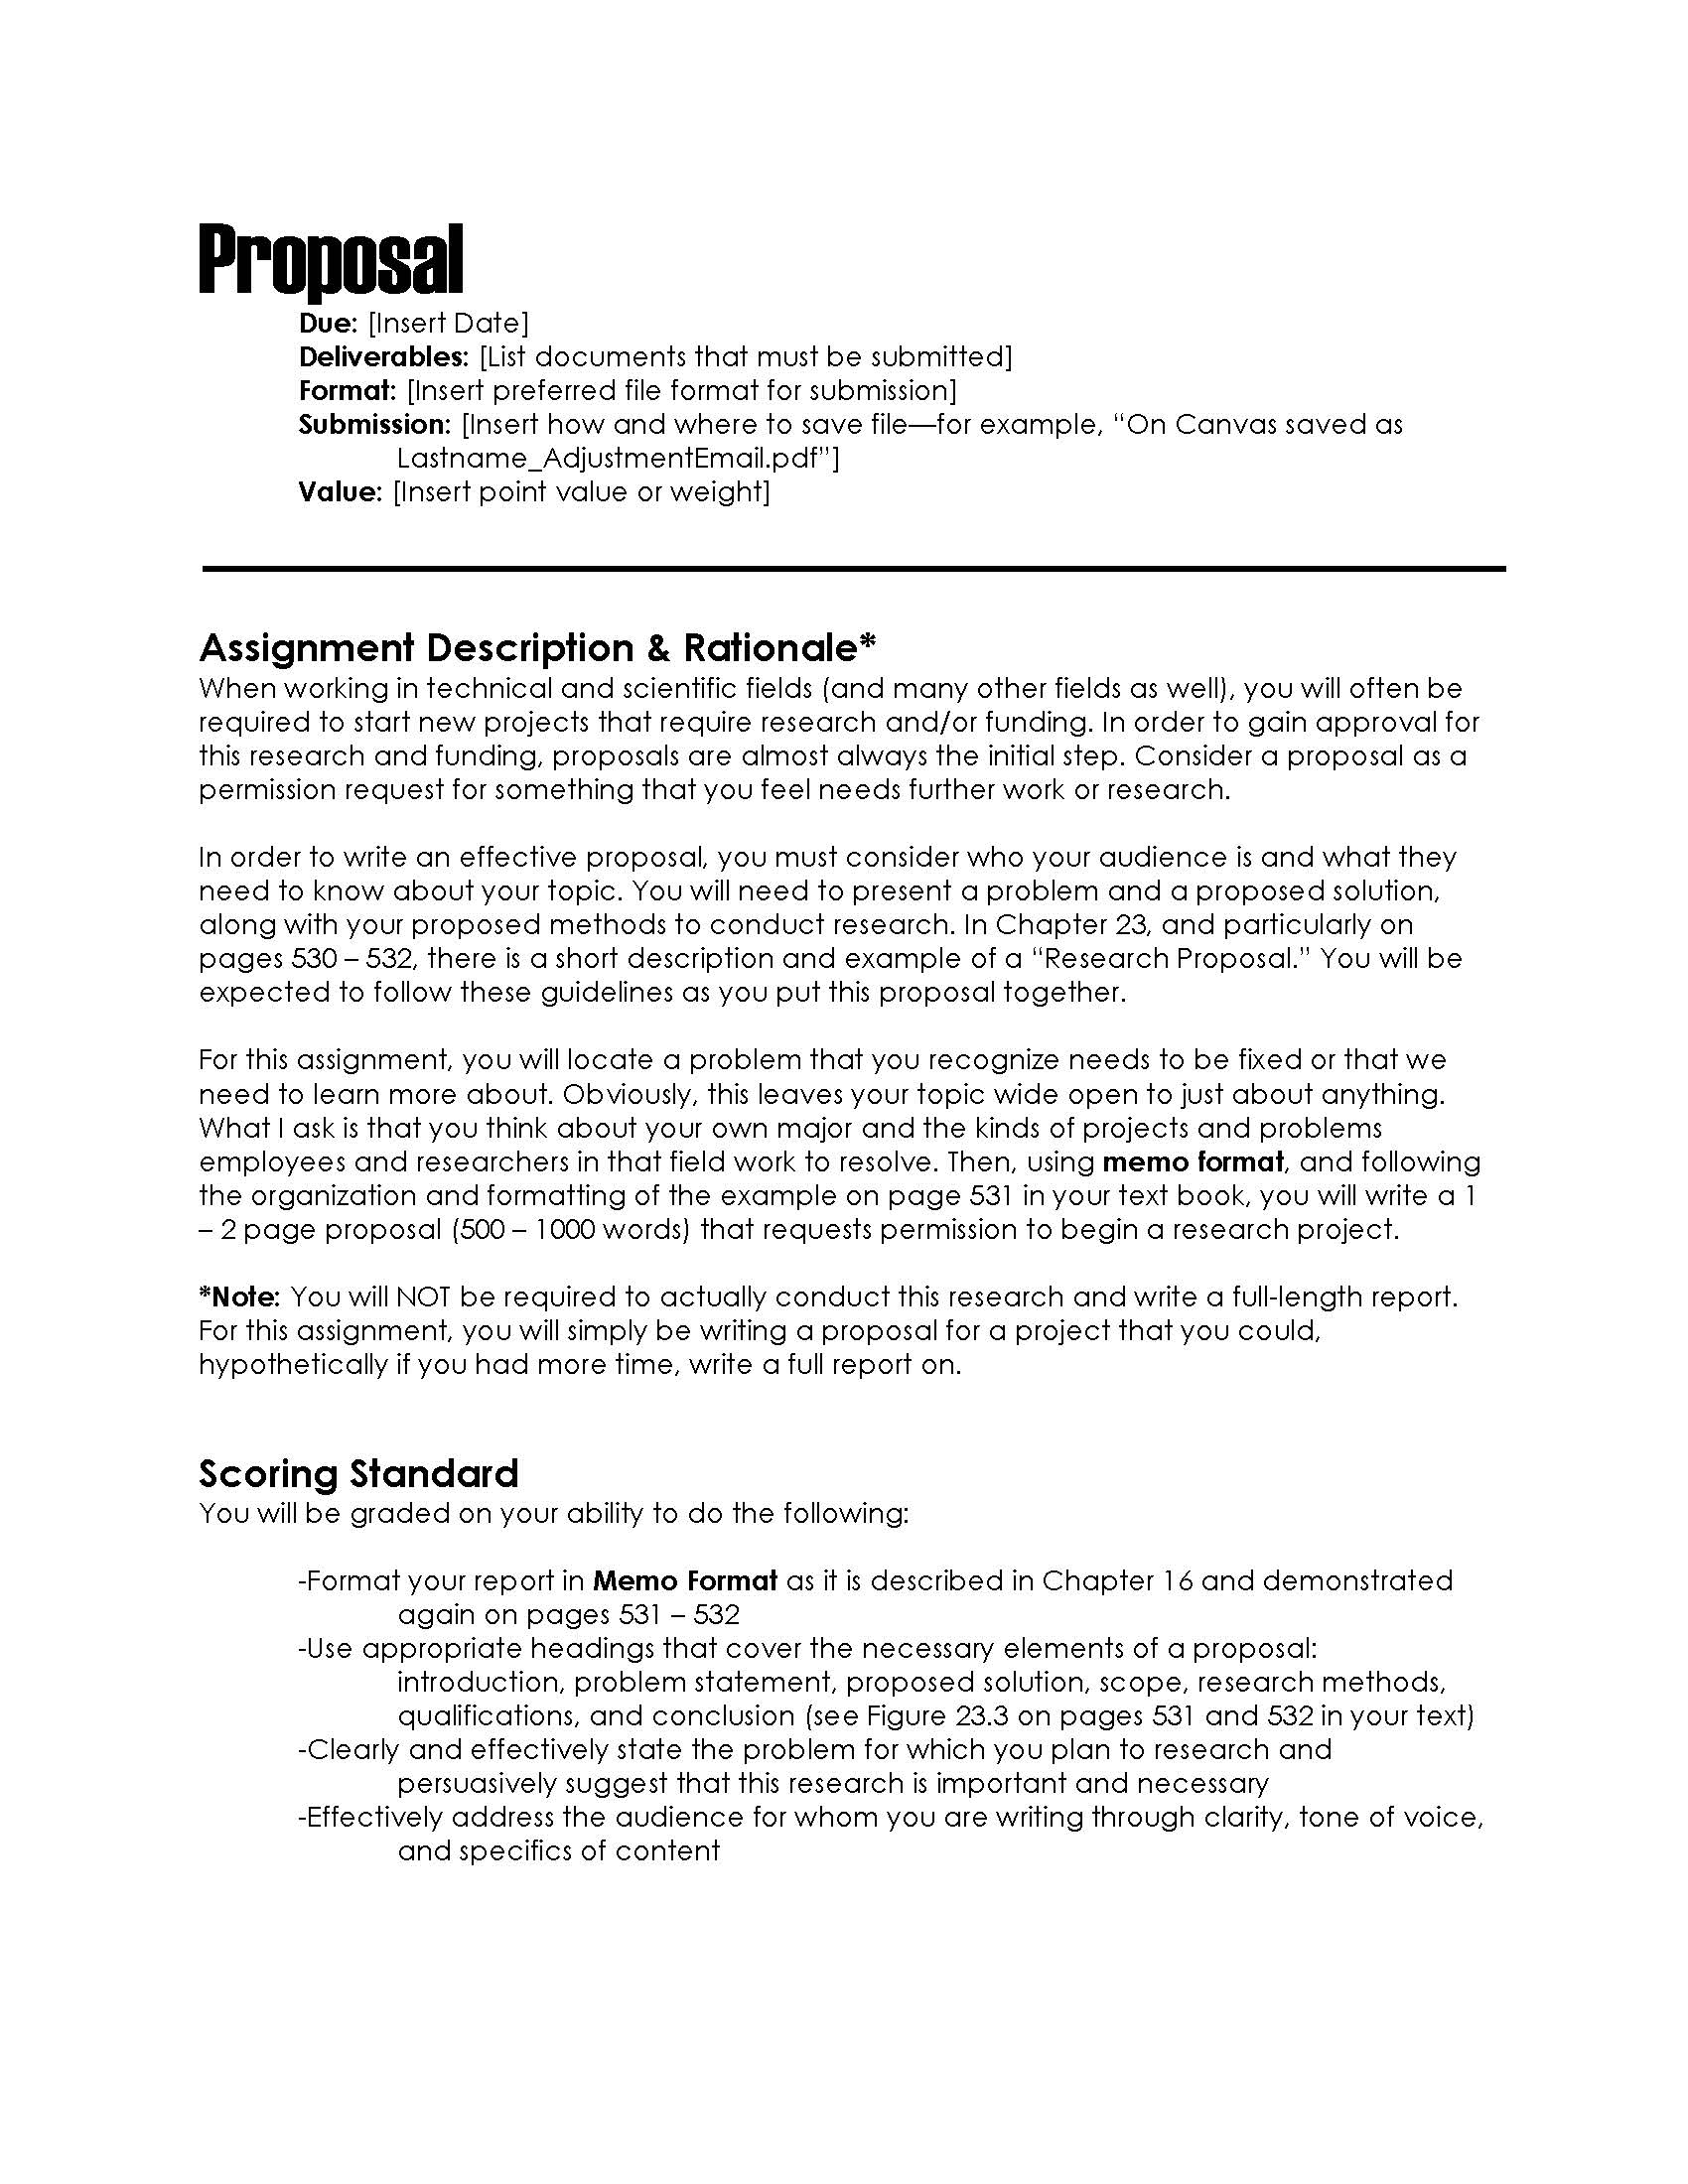 Proposal
Due: [Insert Date]
Deliverables: [List documents that must be submitted]
Format: [Insert preferred file format for submission]
Submission: [Insert how and where to save file—for example, “On Canvas saved as
Lastname_AdjustmentEmail.pdf”]
Value: [Insert point value or weight]
Assignment Description & Rationale*
When working in technical and scientific fields (and many other fields as well), you will often be
required to start new projects that require research and/or funding. In order to gain approval for
this research and funding, proposals are almost always the initial step. Consider a proposal as a
permission request for something that you feel needs further work or research.
In order to write an effective proposal, you must consider who your audience is and what they
need to know about your topic. You will need to present a problem and a proposed solution,
along with your proposed methods to conduct research. In Chapter 23, and particularly on
pages 530 – 532, there is a short description and example of a “Research Proposal.” You will be
expected to follow these guidelines as you put this proposal together.
For this assignment, you will locate a problem that you recognize needs to be fixed or that we
need to learn more about. Obviously, this leaves your topic wide open to just about anything.
What I ask is that you think about your own major and the kinds of projects and problems
employees and researchers in that field work to resolve. Then, using memo format, and following
the organization and formatting of the example on page 531 in your text book, you will write a 1
– 2 page proposal (500 – 1000 words) that requests permission to begin a research project.
*Note: You will NOT be required to actually conduct this research and write a full-length report.
For this assignment, you will simply be writing a proposal for a project that you could,
hypothetically if you had more time, write a full report on.
Scoring Standard
You will be graded on your ability to do the following:
-Format your report in Memo Format as it is described in Chapter 16 and demonstrated
again on pages 531 – 532
-Use appropriate headings that cover the necessary elements of a proposal:
introduction, problem statement, proposed solution, scope, research methods,
qualifications, and conclusion (see Figure 23.3 on pages 531 and 532 in your text)
-Clearly and effectively state the problem for which you plan to research and
persuasively suggest that this research is important and necessary
-Effectively address the audience for whom you are writing through clarity, tone of voice,
and specifics of content